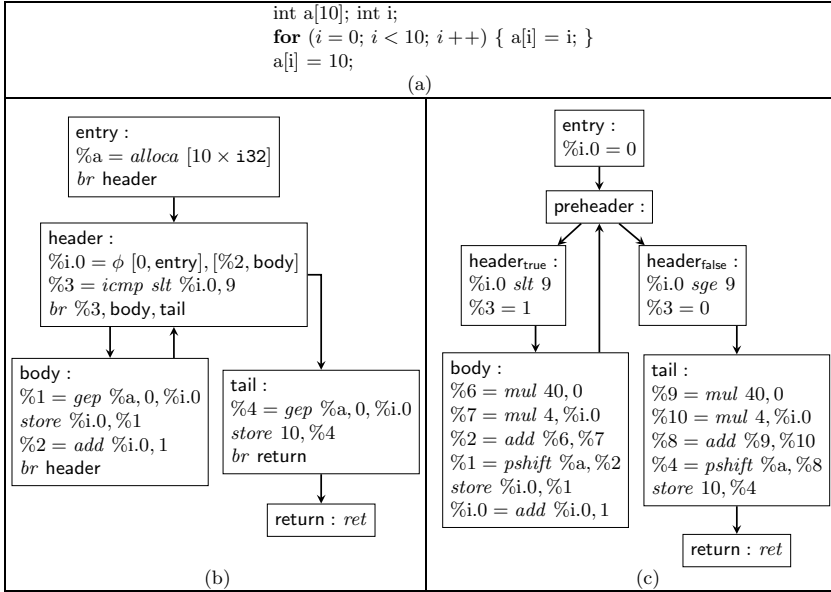 int a[10]; int i;
for (i = 0; i < 10; i ++) { a[i] = i; }
a[i] = 10;
(a)
entry :
%a = alloca [10 × i32]
br header
header :
%i.0 = ϕ [0, entry], [%2, body]
%3 = icmp slt %i.0, 9
br %3, body, tail
body :
%1 = gep %a, 0, %i.0
store %i.0, %1
%2 = add %i.0, 1
br header
tail :
%4 = gep %a, 0, %i.0
store 10, %4
br return
return : ret
(b)
entry :
%i.0 = 0
preheader :
header_true :
%i.0 slt 9
%3 = 1
header_false :
%i.0 sge 9
%3 = 0
body :
%6 = mul 40, 0
%7 = mul 4, %i.0
%2 = add %6, %7
%1 = pshift %a, %2
store %i.0, %1
%i.0 = add %i.0, 1
tail :
%9 = mul 40, 0
%10 = mul 4, %i.0
%8 = add %9, %10
%4 = pshift %a, %8
store 10, %4
return : ret
(c)